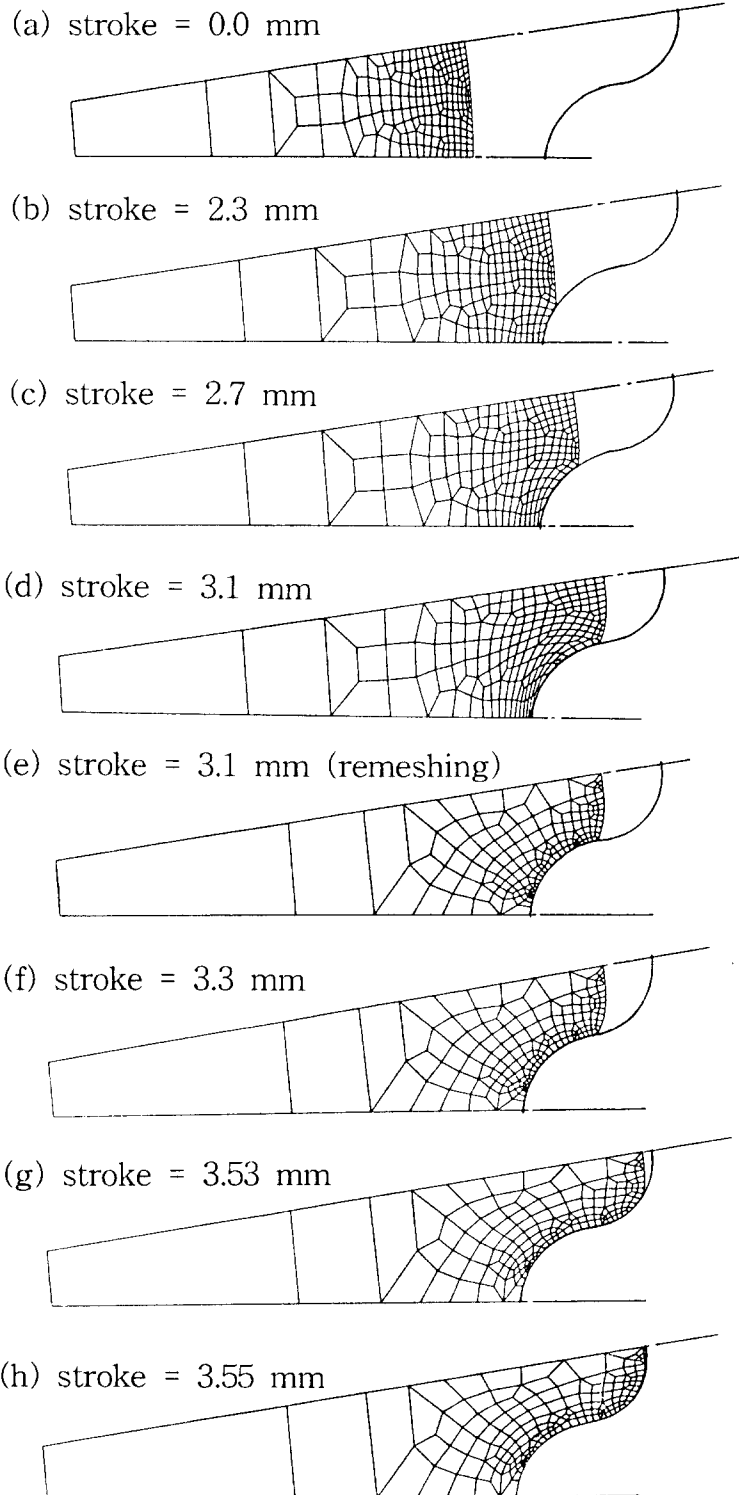 (a) stroke = 0.0 mm
(b) stroke = 2.3 mm
(c) stroke = 2.7 mm
(d) stroke = 3.1 mm
(e) stroke = 3.1 mm (remeshing)
(f) stroke = 3.3 mm
(g) stroke = 3.53 mm
(h) stroke = 3.55 mm